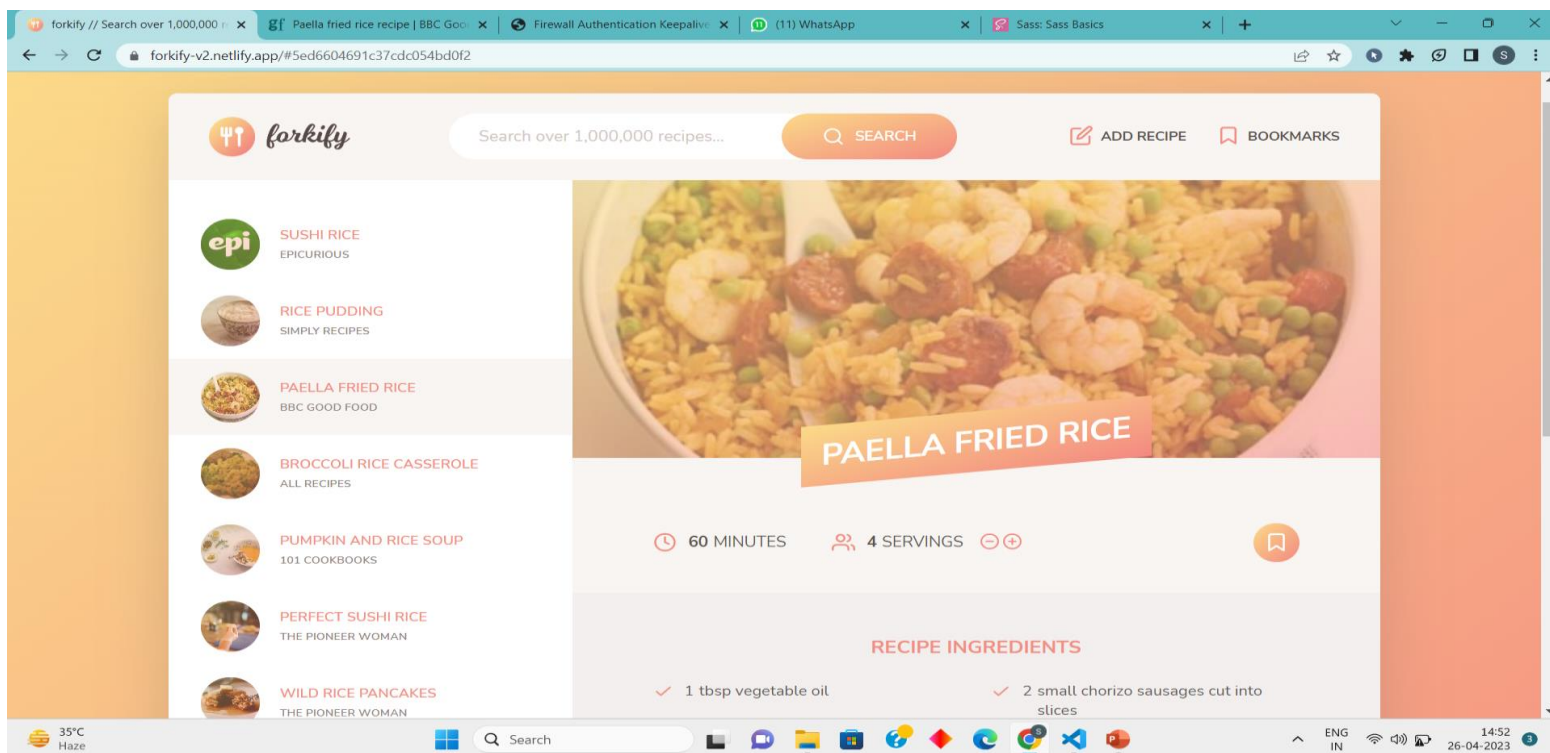 forkify // Search over 1,000,000 r
gf Paella fried rice recipe | BBC Goo
Firewall Authentication Keepalive
(11) WhatsApp
Sass: Sass Basics
forkify-v2.netlify.app/#5ed6604691c37cdc054bd0f2
S
forkify
Search over 1,000,000 recipes...
SEARCH
ADD RECIPE
BOOKMARKS
epi
SUSHI RICE
EPICURIOUS
RICE PUDDING
SIMPLY RECIPES
PAELLA FRIED RICE
BBC GOOD FOOD
BROCCOLI RICE CASSEROLE
ALL RECIPES
PUMPKIN AND RICE SOUP
101 COOKBOOKS
PERFECT SUSHI RICE
THE PIONEER WOMAN
WILD RICE PANCAKES
THE PIONEER WOMAN
PAELLA FRIED RICE
60 MINUTES
4 SERVINGS
RECIPE INGREDIENTS
1 tbsp vegetable oil
2 small chorizo sausages cut into
slices
35°C
Haze
Search
ENG
IN
14:52
26-04-2023
3